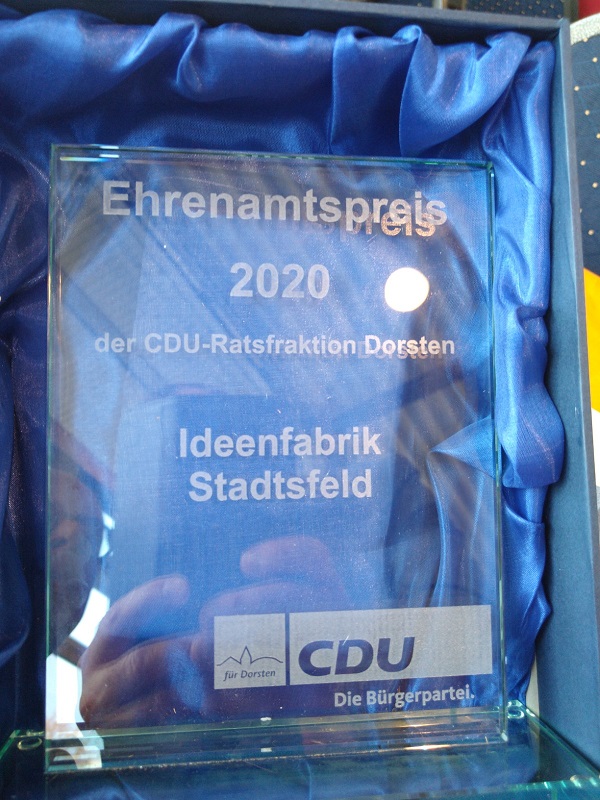 Ehrenamtspreis
2020
der CDU-Ratsfraktion Dorsten
Ideenfabrik
Stadtsfeld
für Dorsten
CDU
Die Bürgerpartei.